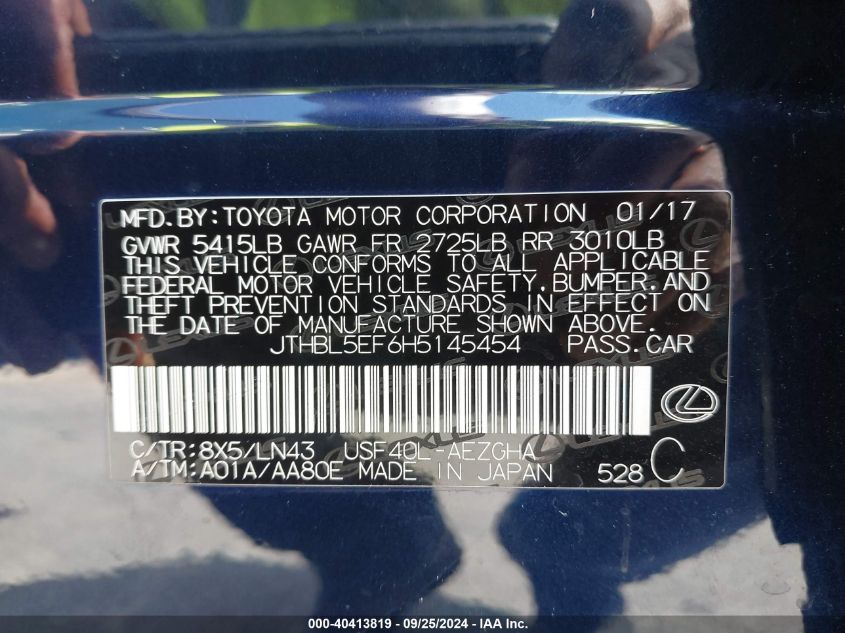 MFD.BY:TOYOTA MOTOR CORPORATION 01/17
GVWR 5415LB GAWR FR 2725LB RR 3010LB
THIS VEHICLE CONFORMS TO ALL APPLICABLE
FEDERAL MOTOR VEHICLE SAFETY,BUMPER,AND
THEFT PREVENTION STANDARDS IN EFFECT ON
THE DATE OF MANUFACTURE SHOWN ABOVE.
JTHBL5EF6H5145454 PASS.CAR
C/TR:8X5/LN43 USF40L-AEZGHA
A/TM:A01A/AA80E MADE IN JAPAN 528 C
000-40413819 - 09/25/2024 - IAA Inc.